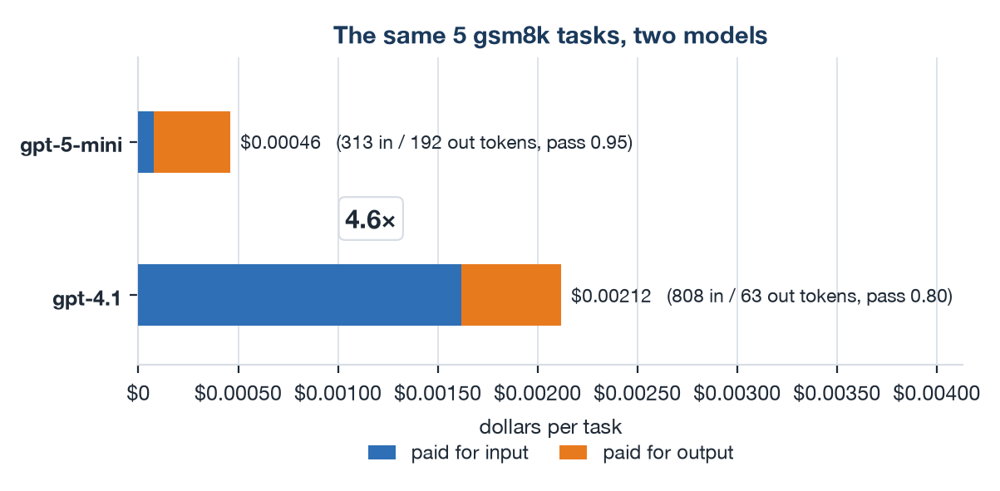 The same 5 gsm8k tasks, two models
gpt-5-mini
$0.00046 (313 in / 192 out tokens, pass 0.95)
4.6×
gpt-4.1
$0.00212 (808 in / 63 out tokens, pass 0.80)
$0 $0.00050 $0.00100 $0.00150 $0.00200 $0.00250 $0.00300 $0.00350 $0.00400
dollars per task
paid for input paid for output